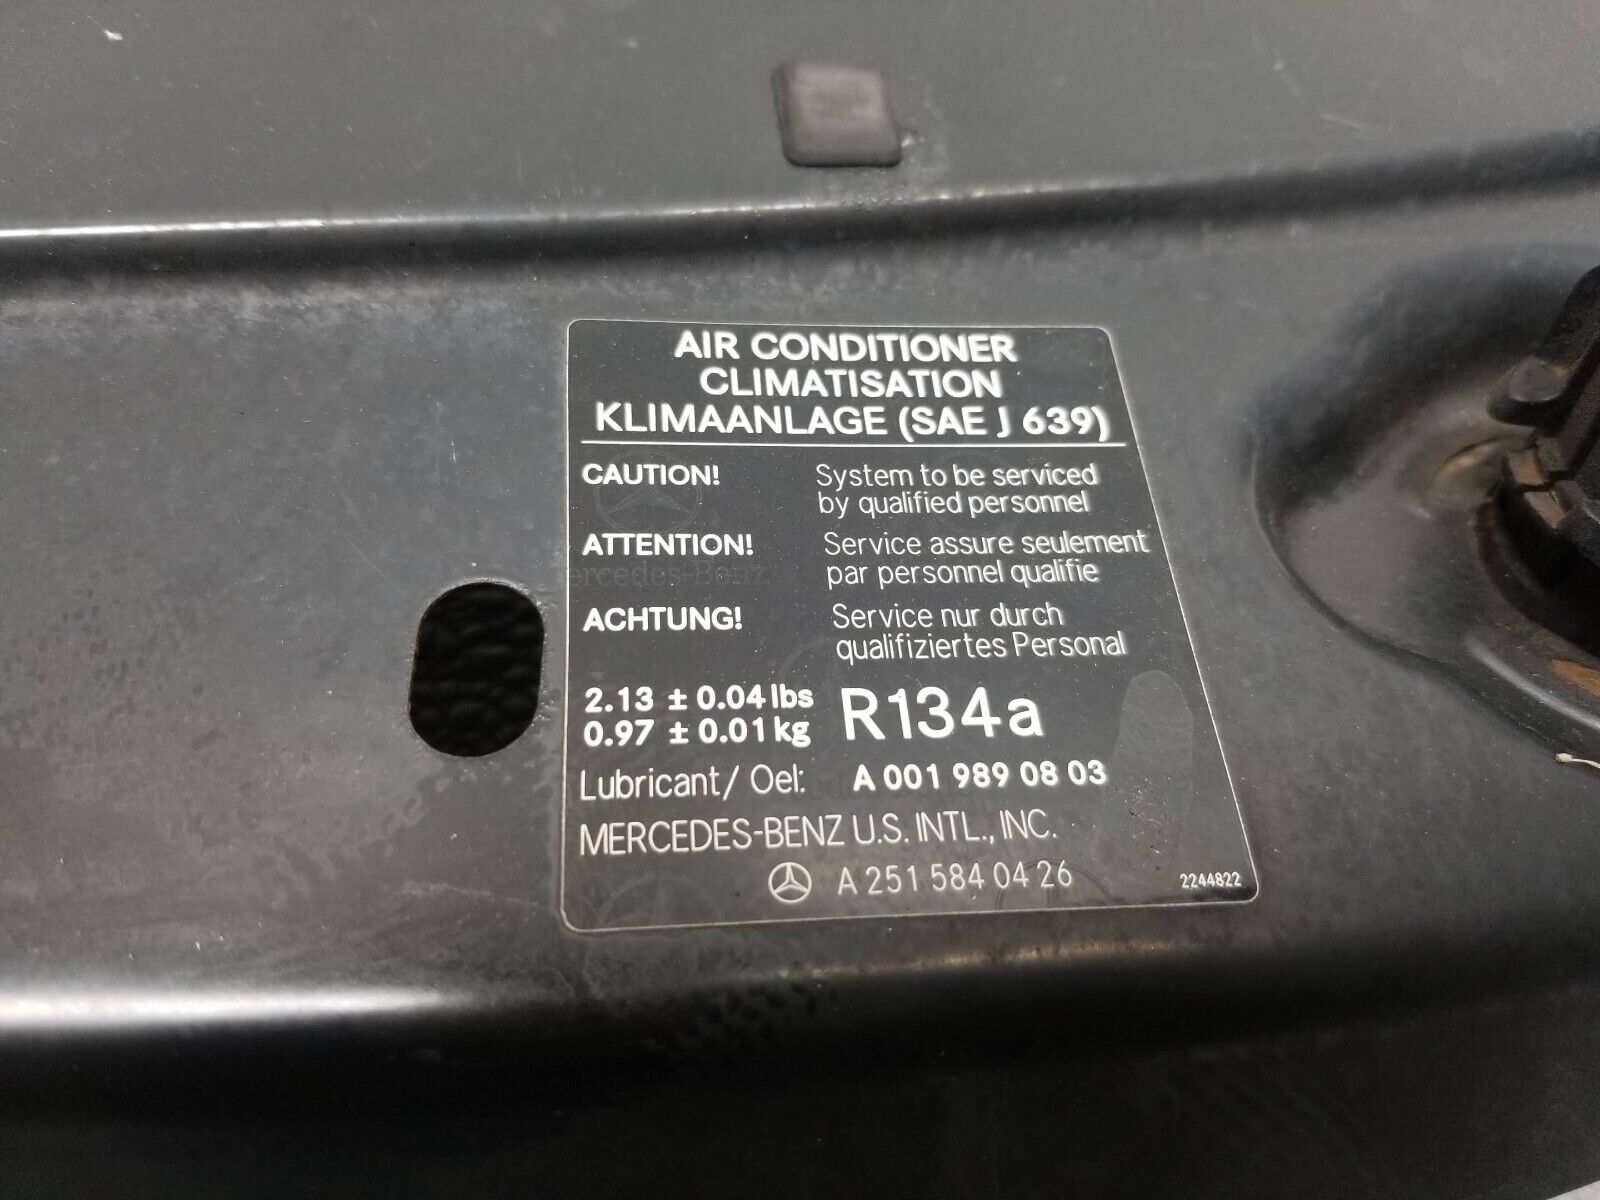 AIR CONDITIONER
CLIMATISATION
KLIMAANLAGE (SAE J 639)
CAUTION! System to be serviced
by qualified personnel
ATTENTION! Service assure seulement
par personnel qualifie
ACHTUNG! Service nur durch
qualifiziertes Personal
2.13 ± 0.04 lbs
0.97 ± 0.01 kg
R134a
Lubricant/ Oel: A 001 989 08 03
MERCEDES-BENZ U.S. INTL., INC.
A 251 584 04 26
2244822
ercedes-Benz